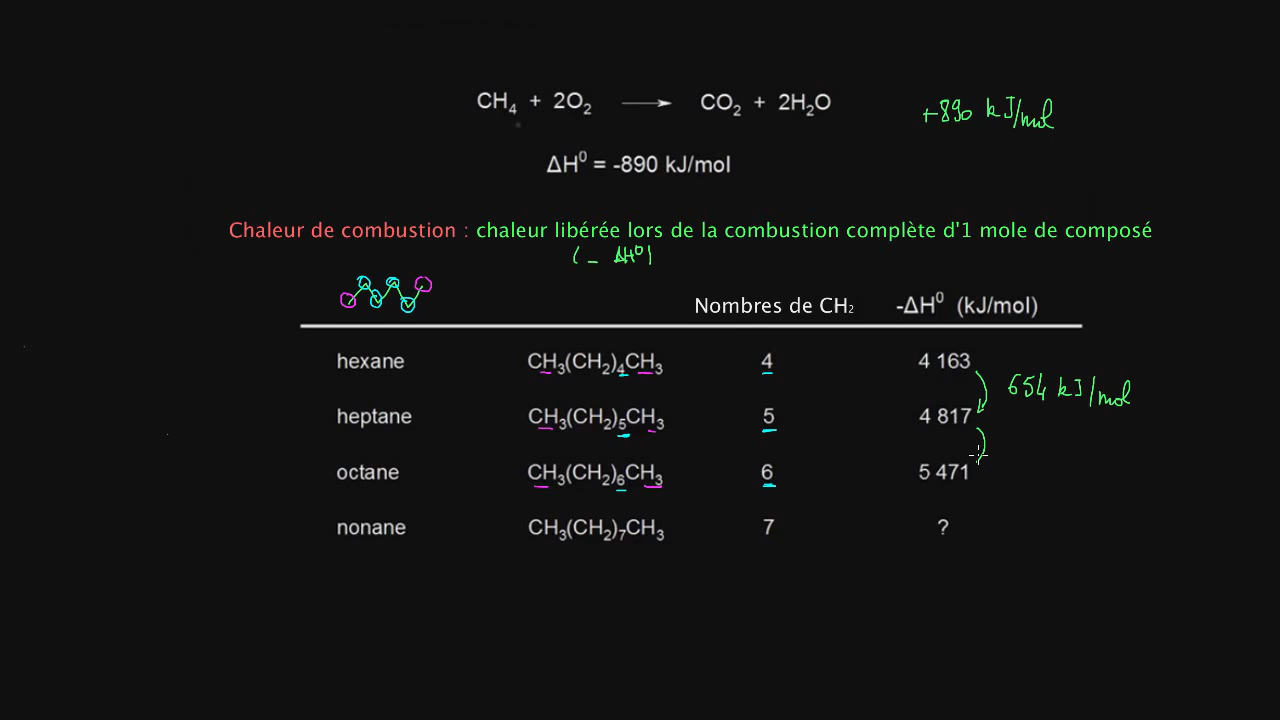 CH₄ + 2O₂ ⟶ CO₂ + 2H₂O +890 kJ/mol
ΔH⁰ = -890 kJ/mol
Chaleur de combustion : chaleur libérée lors de la combustion complète d'1 mole de composé
(- ΔH⁰)
Nombres de CH₂ -ΔH⁰ (kJ/mol)
hexane CH₃(CH₂)₄CH₃ 4 4 163
654 kJ/mol
heptane CH₃(CH₂)₅CH₃ 5 4 817
octane CH₃(CH₂)₆CH₃ 6 5 471
nonane CH₃(CH₂)₇CH₃ 7 ?